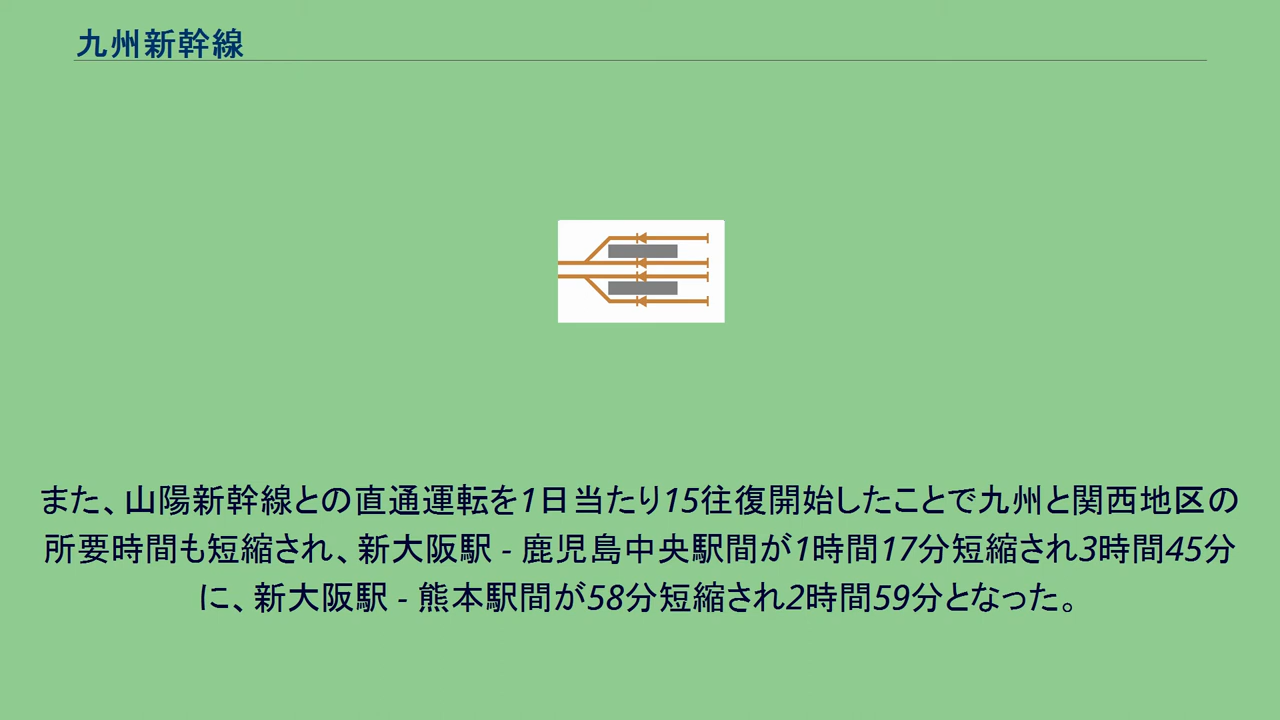 九州新幹線
また、山陽新幹線との直通運転を1日当たり15往復開始したことで九州と関西地区の
所要時間も短縮され、新大阪駅 - 鹿児島中央駅間が1時間17分短縮され3時間45分
に、新大阪駅 - 熊本駅間が58分短縮され2時間59分となった。